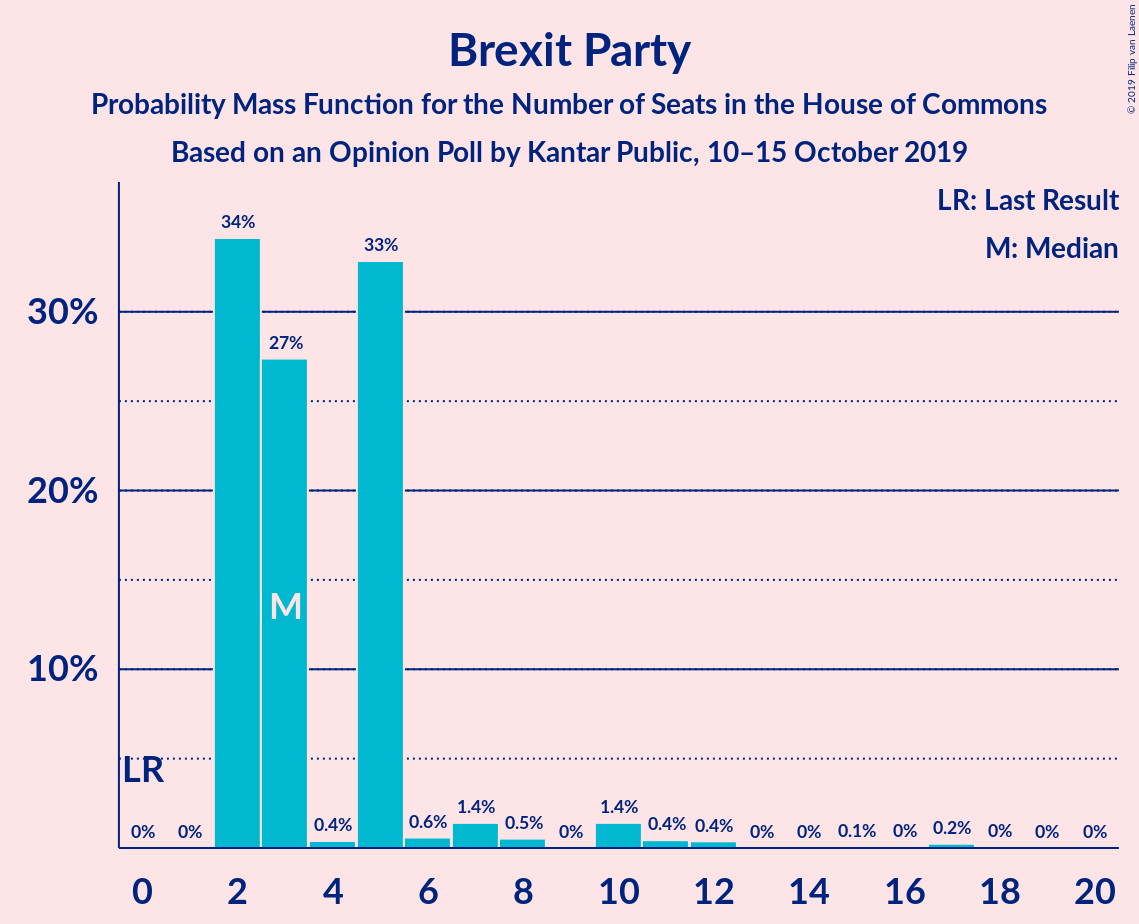 Brexit Party
Probability Mass Function for the Number of Seats in the House of Commons
Based on an Opinion Poll by Kantar Public, 10–15 October 2019
© 2019 Filip van Laenen
LR: Last Result
M: Median
30%
20%
10%
34%
27%
33%
M
LR
0%
0%
0.4%
0.6%
1.4%
0.5%
0%
1.4%
0.4%
0.4%
0%
0%
0.1%
0%
0.2%
0%
0%
0%
0 2 4 6 8 10 12 14 16 18 20